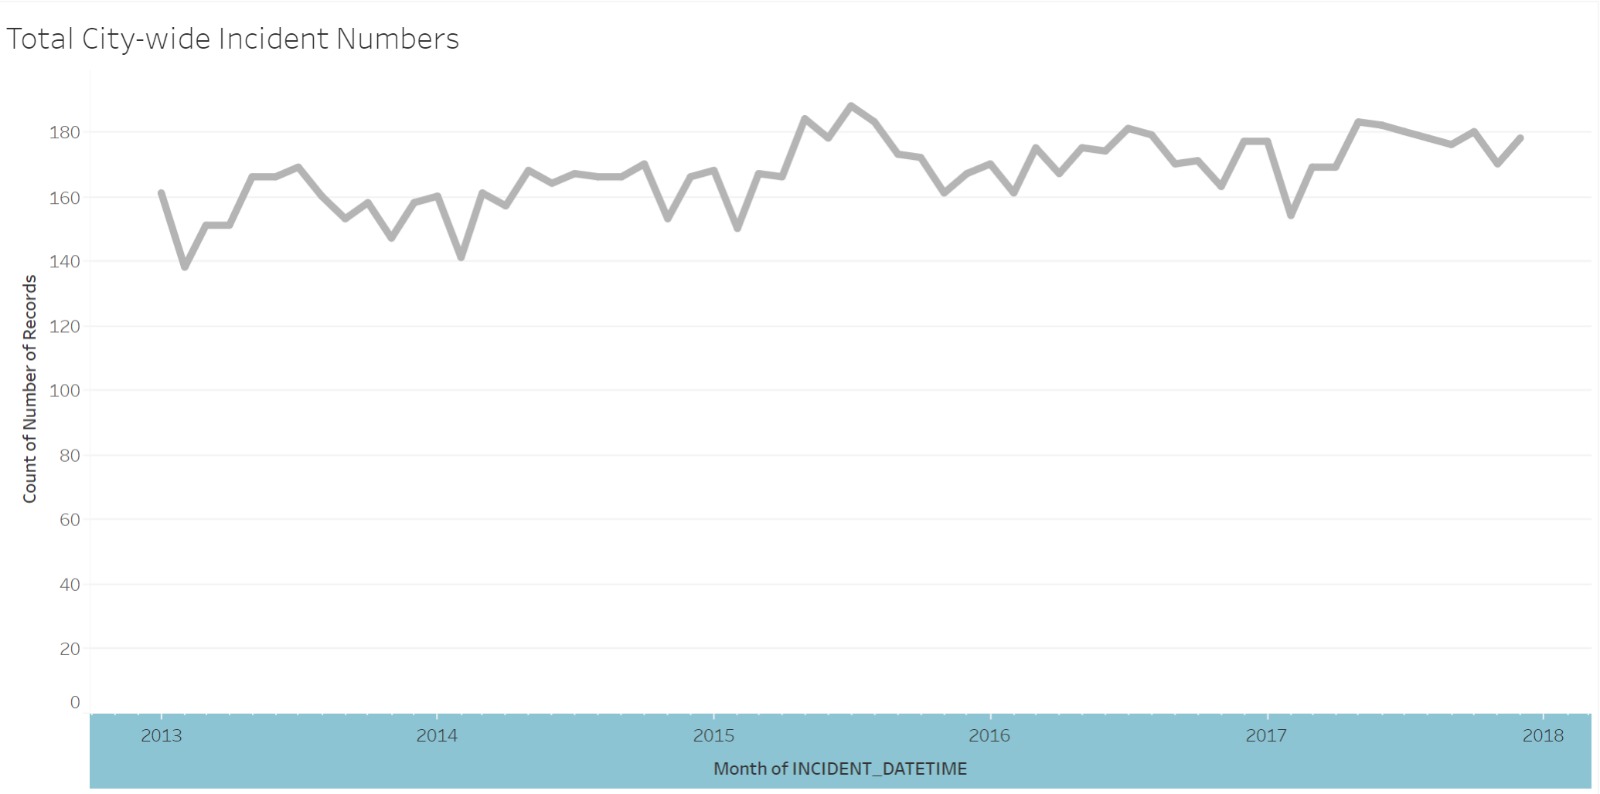 Total City-wide Incident Numbers
Count of Number of Records
180
160
140
120
100
80
60
40
20
0
2013 2014 2015 2016 2017 2018
Month of INCIDENT_DATETIME